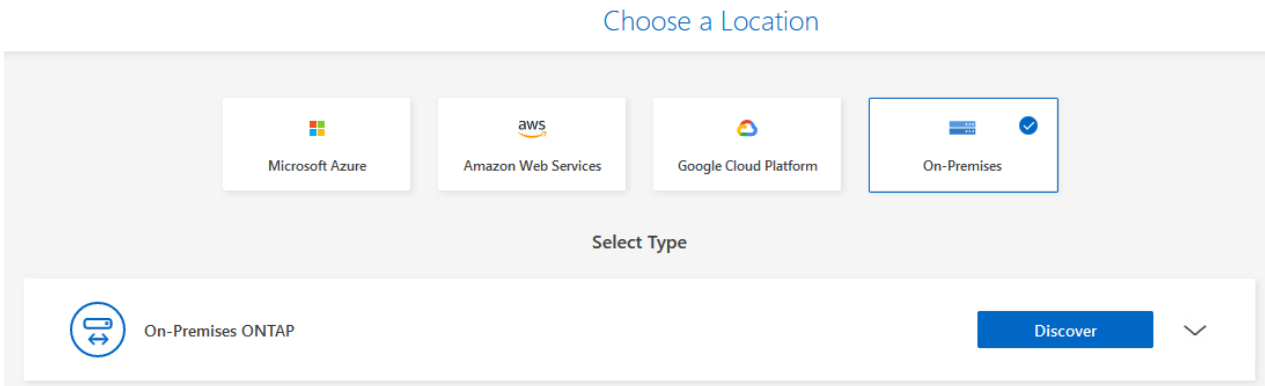 Choose a Location
aws
Microsoft Azure
Amazon Web Services
Google Cloud Platform
On-Premises
Select Type
On-Premises ONTAP
Discover